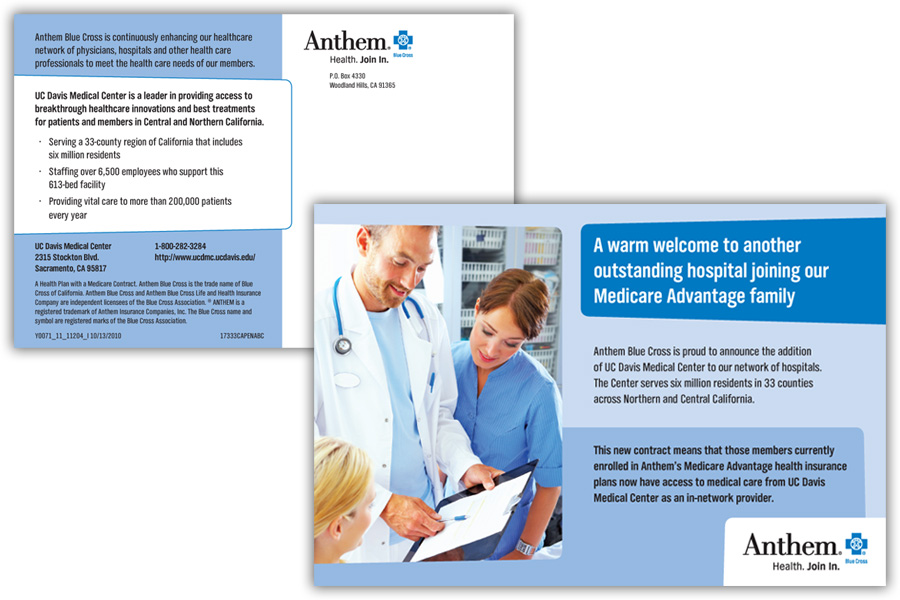 Anthem Blue Cross is continuously enhancing our healthcare
network of physicians, hospitals and other health care
professionals to meet the health care needs of our members.
UC Davis Medical Center is a leader in providing access to
breakthrough healthcare innovations and best treatments
for patients and members in Central and Northern California.
· Serving a 33-county region of California that includes
six million residents
· Staffing over 6,500 employees who support this
613-bed facility
· Providing vital care to more than 200,000 patients
every year
UC Davis Medical Center
2315 Stockton Blvd.
Sacramento, CA 95817
1-800-282-3284
http://www.ucdmc.ucdavis.edu/
A Health Plan with a Medicare Contract. Anthem Blue Cross is the trade name of Blue
Cross of California. Anthem Blue Cross and Anthem Blue Cross Life and Health Insurance
Company are independent licensees of the Blue Cross Association. ® ANTHEM is a
registered trademark of Anthem Insurance Companies, Inc. The Blue Cross name and
symbol are registered marks of the Blue Cross Association.
Y0071_11_11204_I 10/13/2010 17333CAPENABC
Anthem®
Blue Cross
Health. Join In.
P.O. Box 4330
Woodland Hills, CA 91365
A warm welcome to another
outstanding hospital joining our
Medicare Advantage family
Anthem Blue Cross is proud to announce the addition
of UC Davis Medical Center to our network of hospitals.
The Center serves six million residents in 33 counties
across Northern and Central California.
This new contract means that those members currently
enrolled in Anthem's Medicare Advantage health insurance
plans now have access to medical care from UC Davis
Medical Center as an in-network provider.
Anthem®
Blue Cross
Health. Join In.